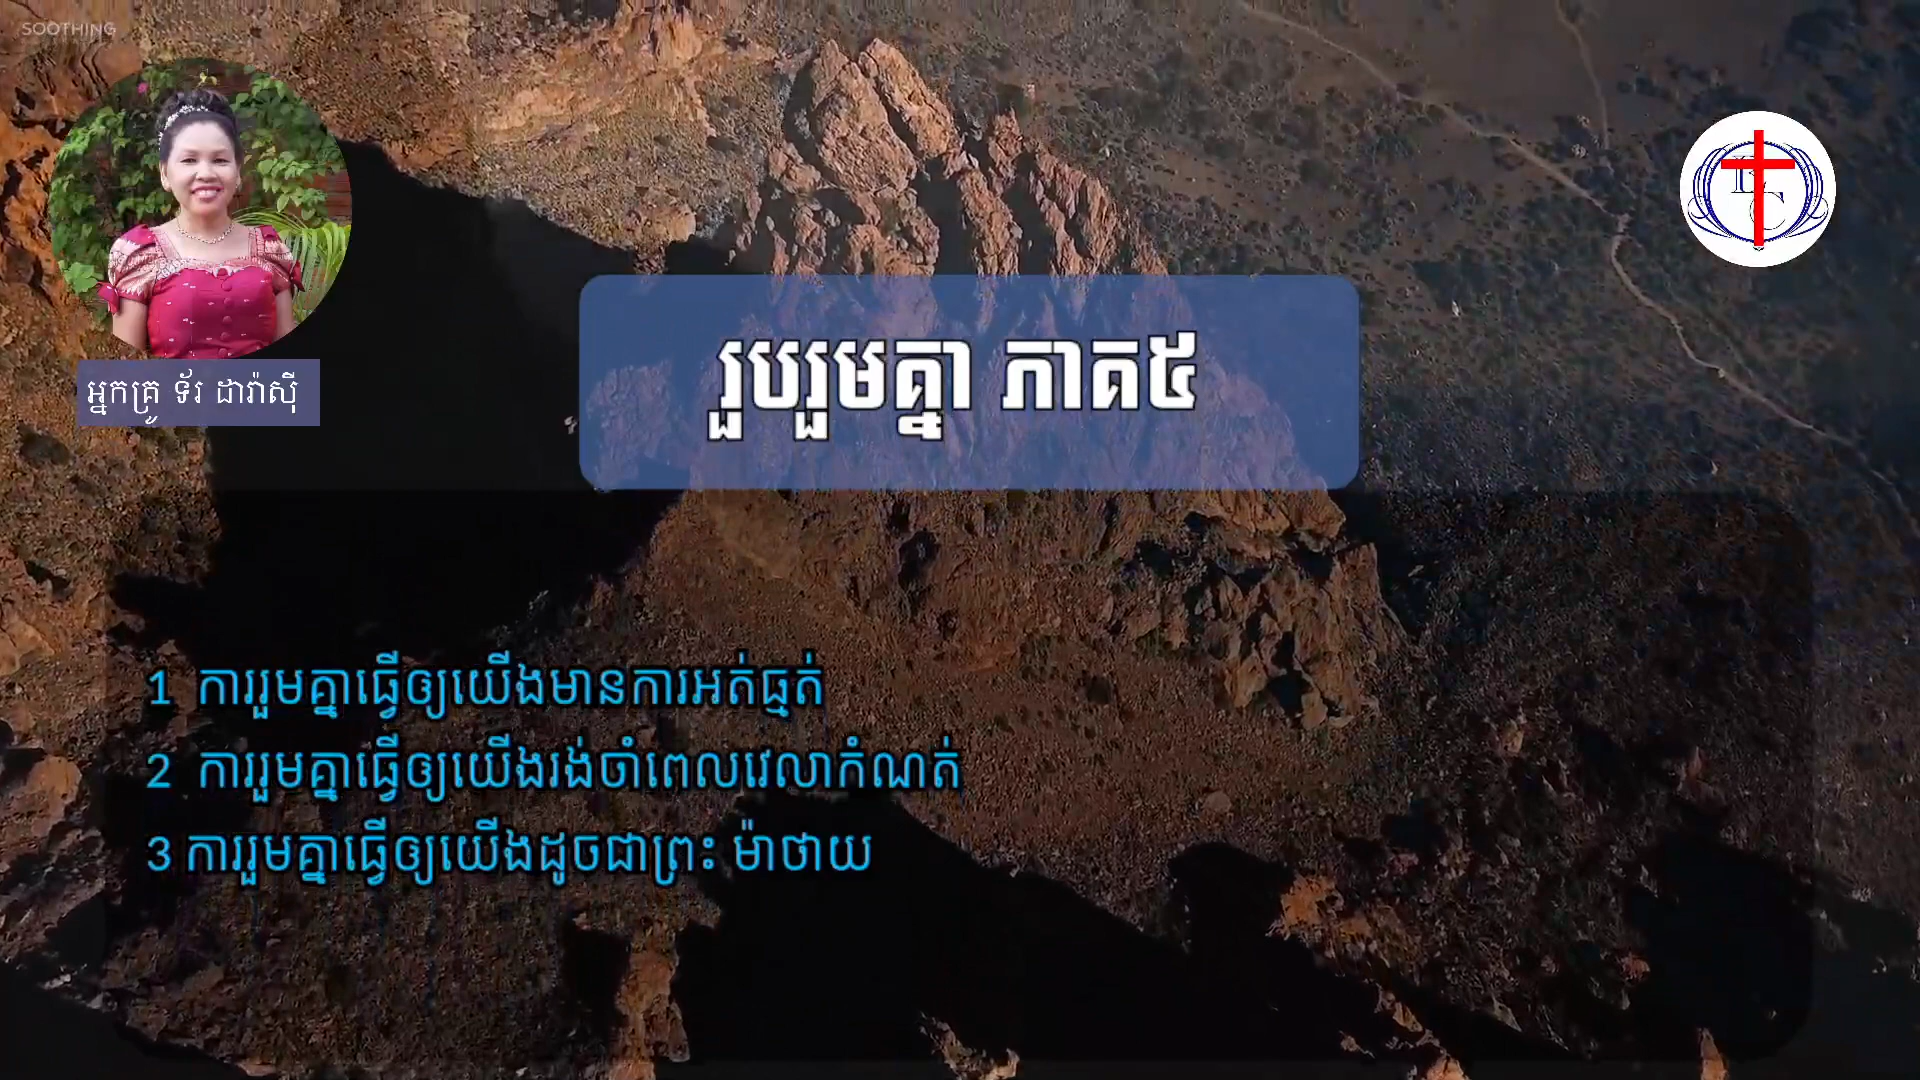 SOOTHING
អ្នកគ្រូ ទ័រ ដារ៉ាស៊ី
រួបរួមគ្នា ភាគ៥
1 ការរួមគ្នាធ្វើឲ្យយើងមានការអត់ធ្មត់
2 ការរួមគ្នាធ្វើឲ្យយើងរង់ចាំពេលវេលាកំណត់
3 ការរួមគ្នាធ្វើឲ្យយើងដូចជាព្រះ ម៉ាថាយ